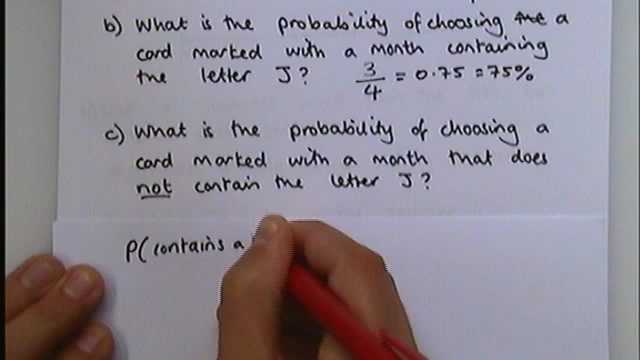 b) What is the probability of choosing a
card marked with a month containing
the letter J? 3/4 = 0.75 = 75%
c) What is the probability of choosing a
card marked with a month that does
not contain the letter J?
P(contains a